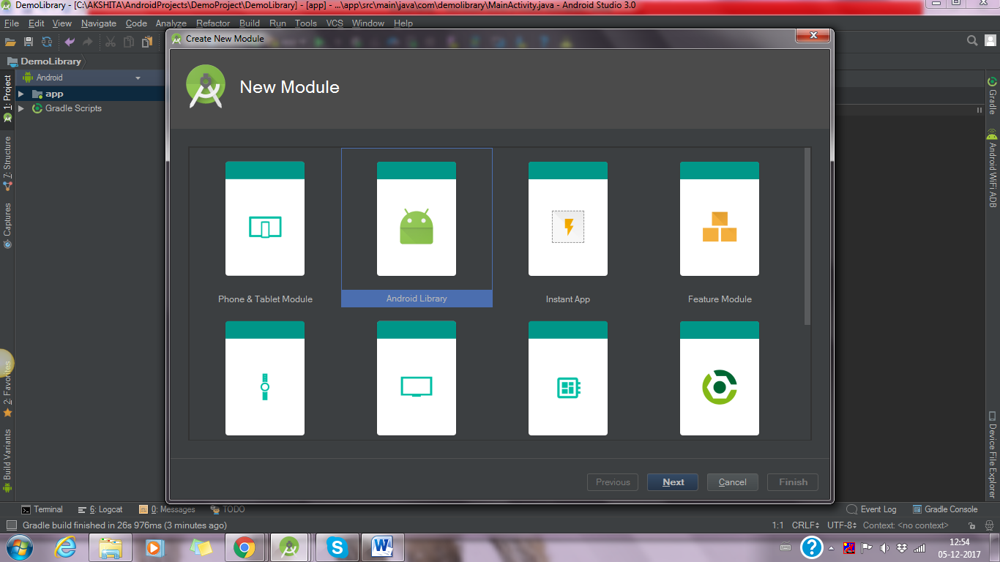 DemoLibrary - [C:\AKSHITA\AndroidProjects\DemoProject\DemoLibrary] - [app] - ...\app\src\main\java\com\demolibrary\MainActivity.java - Android Studio 3.0
File Edit View Navigate Code Analyze Refactor Build Run Tools VCS Window Help
Create New Module
DemoLibrary
Android
app
Gradle Scripts
1: Project
7: Structure
Captures
2: Favorites
Build Variants
New Module
Phone & Tablet Module
Android Library
Instant App
Feature Module
Previous
Next
Cancel
Finish
Gradle
Android WiFi ADB
Device File Explorer
Terminal
6: Logcat
0: Messages
TODO
Event Log
Gradle Console
Gradle build finished in 26s 976ms (3 minutes ago)
1:1 CRLF UTF-8 Context: <no context>
12:54
05-12-2017